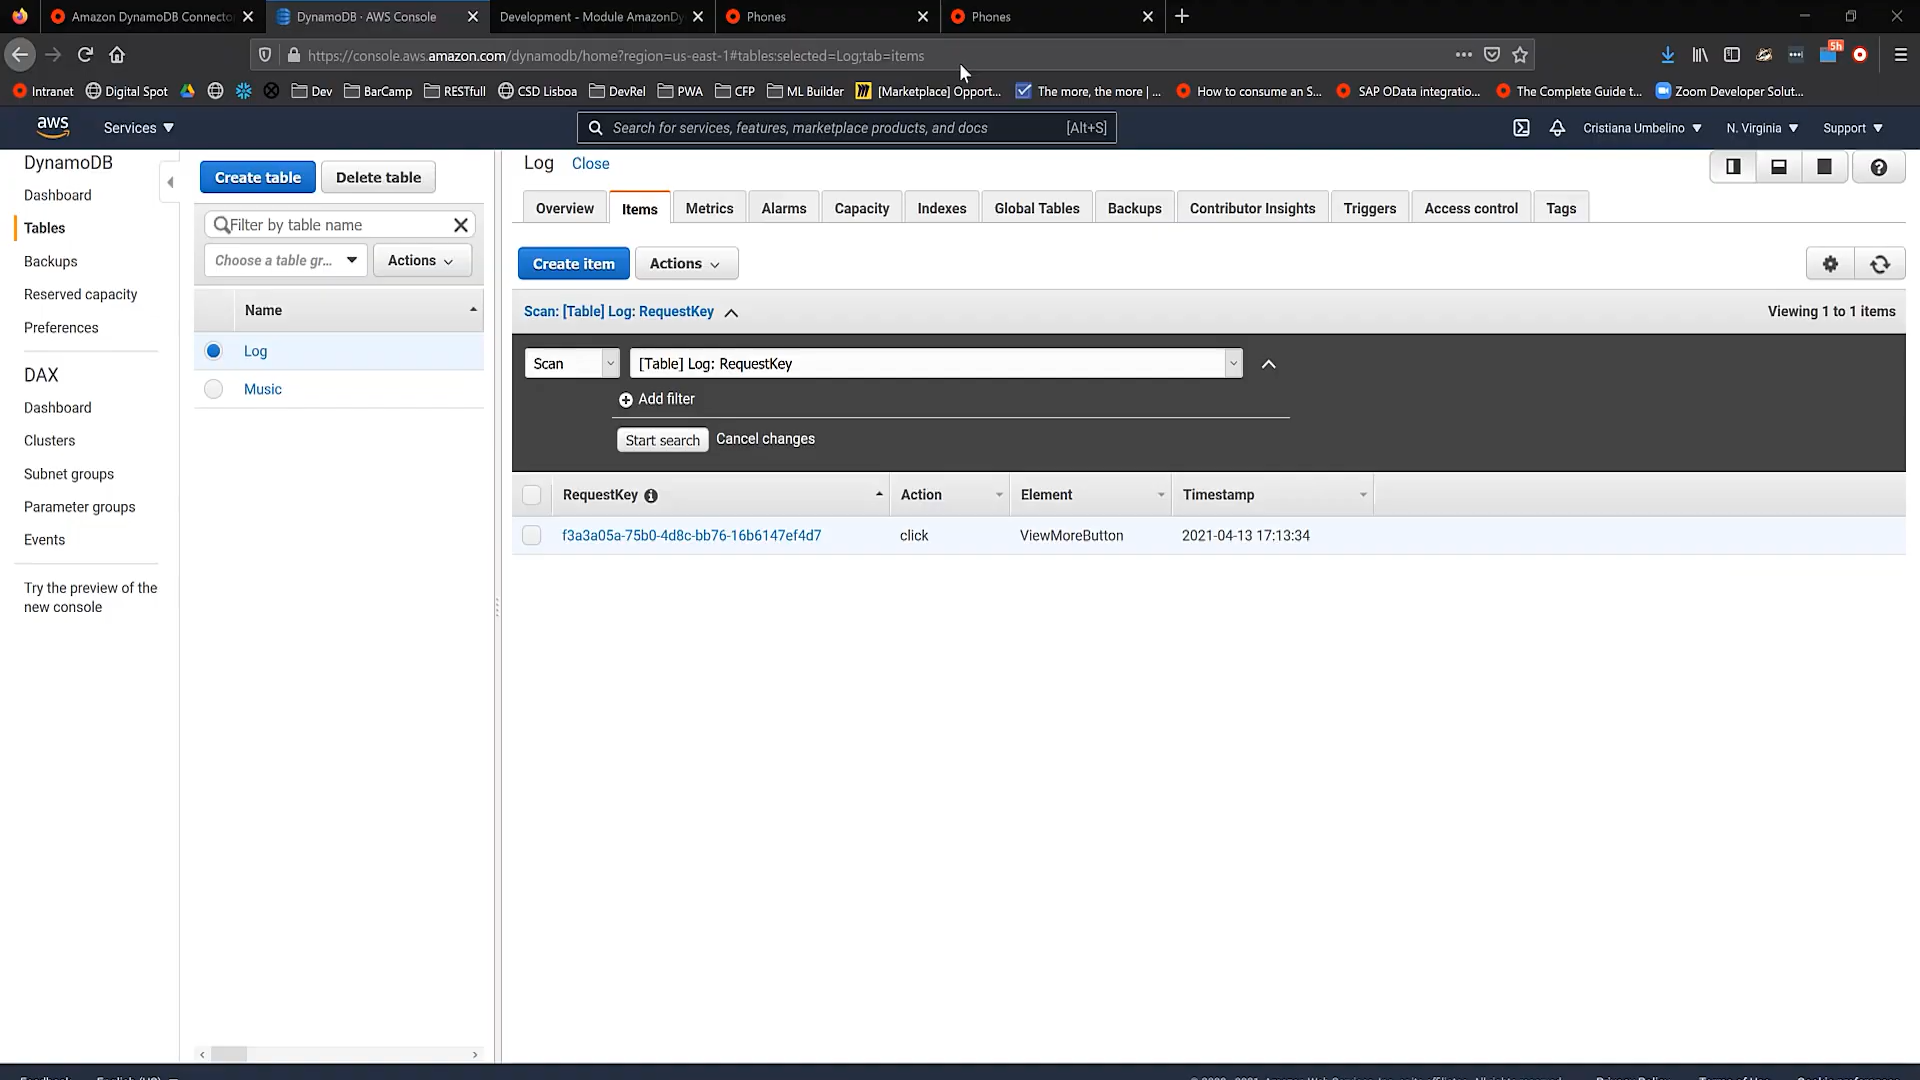 Amazon DynamoDB Connector
DynamoDB · AWS Console
Development - Module AmazonDy
Phones
Phones
https://console.aws.amazon.com/dynamodb/home?region=us-east-1#tables:selected=Log;tab=items
5h
Intranet
Digital Spot
Dev
BarCamp
RESTfull
CSD Lisboa
DevRel
PWA
CFP
ML Builder
[Marketplace] Opport...
The more, the more | ...
How to consume an S...
SAP OData integratio...
The Complete Guide t...
Zoom Developer Solut...
aws
Services
Search for services, features, marketplace products, and docs
[Alt+S]
Cristiana Umbelino
N. Virginia
Support
DynamoDB
Dashboard
Tables
Backups
Reserved capacity
Preferences
DAX
Dashboard
Clusters
Subnet groups
Parameter groups
Events
Try the preview of the
new console
Create table
Delete table
Filter by table name
Choose a table gr...
Actions
Name
Log
Music
Log
Close
Overview
Items
Metrics
Alarms
Capacity
Indexes
Global Tables
Backups
Contributor Insights
Triggers
Access control
Tags
Create item
Actions
Scan: [Table] Log: RequestKey
Viewing 1 to 1 items
Scan
[Table] Log: RequestKey
Add filter
Start search
Cancel changes
RequestKey
Action
Element
Timestamp
f3a3a05a-75b0-4d8c-bb76-16b6147ef4d7
click
ViewMoreButton
2021-04-13 17:13:34